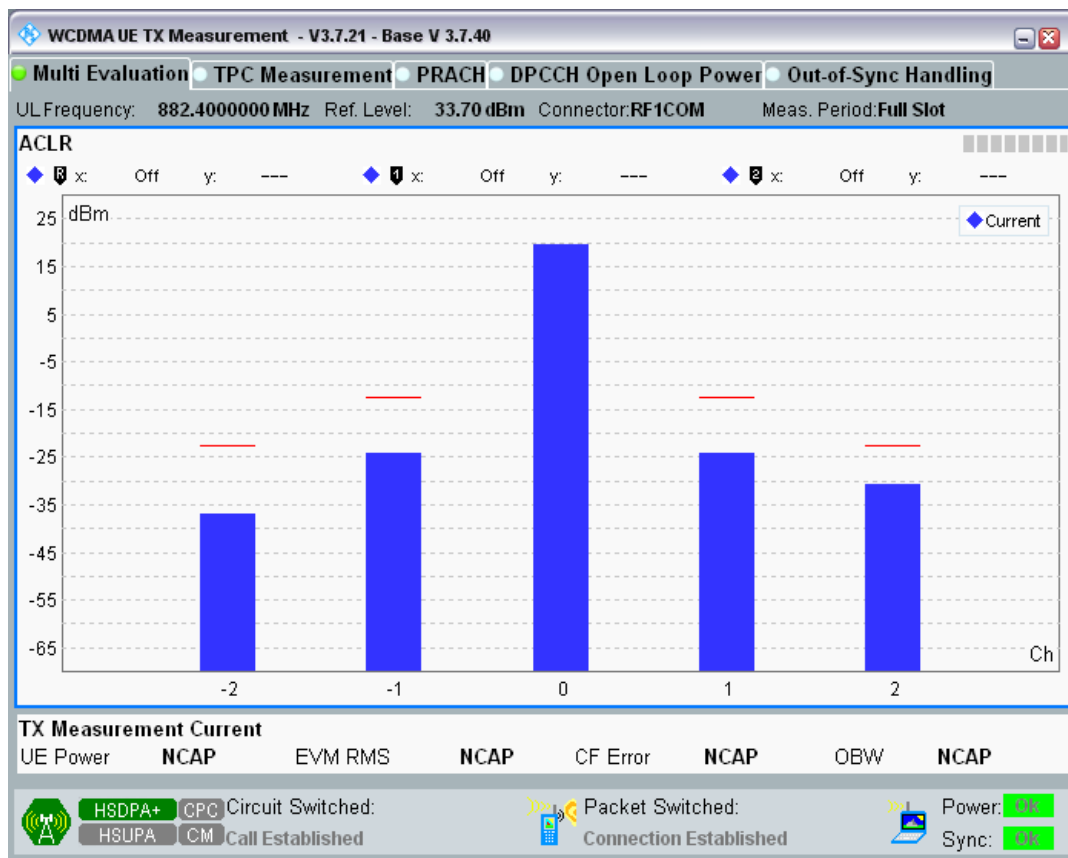 WCDMA UE TX Measurement - V3.7.21 - Base V 3.7.40
Multi Evaluation TPC Measurement PRACH DPCCH Open Loop Power Out-of-Sync Handling
UL Frequency: 882.4000000 MHz Ref. Level: 33.70 dBm Connector:RF1COM Meas. Period:Full Slot
ACLR
R x: Off y: --- 1 x: Off y: --- 2 x: Off y: ---
dBm
Current
25
15
5
-5
-15
-25
-35
-45
-55
-65
Ch
-2 -1 0 1 2
TX Measurement Current
UE Power NCAP EVM RMS NCAP CF Error NCAP OBW NCAP
HSDPA+ CPC Circuit Switched: Packet Switched: Power: OK
HSUPA CM Call Established Connection Established Sync: OK